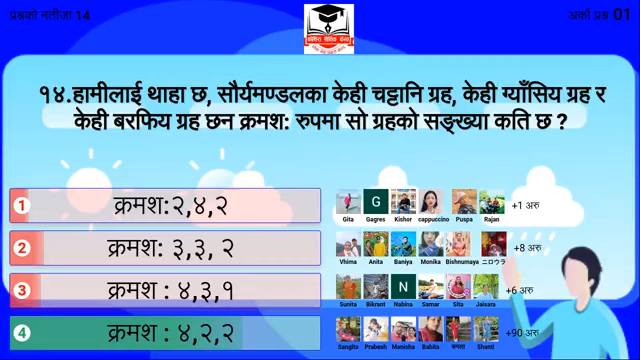 प्रश्नको नतीजा 14
अर्को प्रश्न 01
१४.हामीलाई थाहा छ, सौर्यमण्डलका केही चट्टानि ग्रह, केही ग्याँसिय ग्रह र
केही बरफिय ग्रह छन क्रमश: रुपमा सो ग्रहको सङ्ख्या कति छ ?
1 क्रमश:२,४,२
Gita Gagres Kishor cappuccino Puspa Rajan +1 अरु
G
2 क्रमश: ३,३, २
Vhima Anita Baniya Monika Bishnumaya ニロウラ +8 अरु
3 क्रमश : ४,३,१
Sunita Bikrant Nabina Samar Sita Jaisara +6 अरु
N
4 क्रमश : ४,२,२
Sangita Prabesh Manisha Babita कमला Shanti +90 अरु